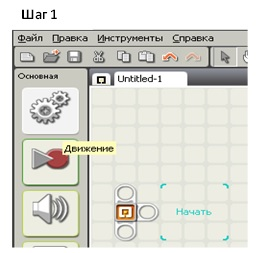 Шаг 1
Файл Правка Инструменты Справка
Основная
Untitled-1
Движение
Начать